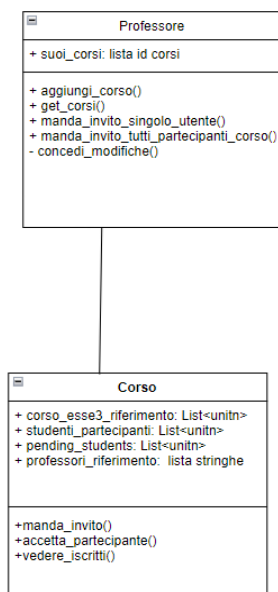 Professore
+ suoi_corsi: lista id corsi
+ aggiungi_corso()
+ get_corsi()
+ manda_invito_singolo_utente()
+ manda_invito_tutti_partecipanti_corso()
- concedi_modifiche()
Corso
+ corso_esse3_riferimento: List<unitn>
+ studenti_partecipanti: List<unitn>
+ pending_students: List<unitn>
+ professori_riferimento: lista stringhe
+manda_invito()
+accetta_partecipante()
+vedere_iscritti()